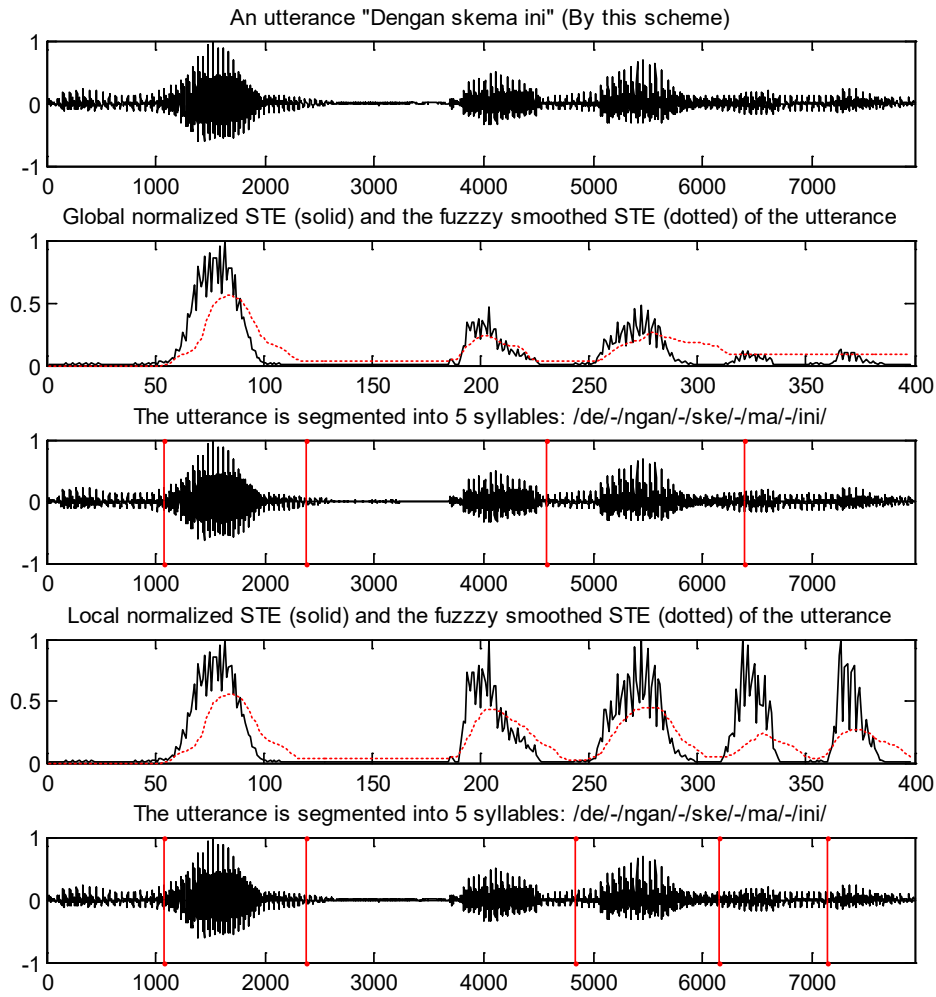 An utterance "Dengan skema ini" (By this scheme)
1
0
-1
0 1000 2000 3000 4000 5000 6000 7000
Global normalized STE (solid) and the fuzzzy smoothed STE (dotted) of the utterance
1
0.5
0
0 50 100 150 200 250 300 350 400
The utterance is segmented into 5 syllables: /de/-/ngan/-/ske/-/ma/-/ini/
1
0
-1
0 1000 2000 3000 4000 5000 6000 7000
Local normalized STE (solid) and the fuzzzy smoothed STE (dotted) of the utterance
1
0.5
0
0 50 100 150 200 250 300 350 400
The utterance is segmented into 5 syllables: /de/-/ngan/-/ske/-/ma/-/ini/
1
0
-1
0 1000 2000 3000 4000 5000 6000 7000